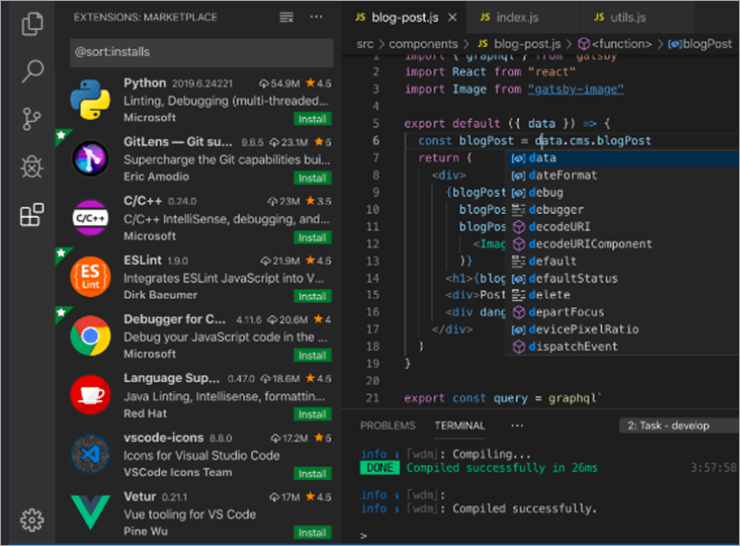 EXTENSIONS: MARKETPLACE
@sort:installs
Python 2019.6.24221 54.9M 4.5
Linting, Debugging (multi-threaded...
Microsoft Install
GitLens — Git su... 9.8.5 23.1M 5
Supercharge the Git capabilities bui...
Eric Amodio Install
C/C++ 0.24.0 23M 3.5
C/C++ IntelliSense, debugging, and...
Microsoft Install
ESLint 1.9.0 21.9M 4.5
Integrates ESLint JavaScript into V...
Dirk Baeumer Install
Debugger for C... 4.11.6 20.6M 4
Debug your JavaScript code in the ...
Microsoft Install
Language Sup... 0.47.0 18.6M 4.5
Java Linting, Intellisense, formattin...
Red Hat Install
vscode-icons 8.8.0 17.2M 5
Icons for Visual Studio Code
VSCode Icons Team Install
Vetur 0.21.1 17M 4.5
Vue tooling for VS Code
Pine Wu Install
C/C++
ES
Lint
JS blog-post.js JS index.js JS utils.js
src > components > JS blog-post.js > <function> > blogPost
1 import { graphql } from "gatsby"
2 import React from "react"
3 import Image from "gatsby-image"
4
5 export default ({ data }) => {
6 const blogPost = data.cms.blogPost
7 return (
8 <div>
9 {blogPost
10 blogPos
11 blogPos
12 <Imag
13 )}
14 <h1>{blog
15 <div>Post
16 <div dang
17 </div>
18 )
19 }
20
21 export const query = graphql`
data
dateFormat
debug
debugger
decodeURI
decodeURIComponent
default
defaultStatus
delete
departFocus
devicePixelRatio
dispatchEvent
PROBLEMS TERMINAL ... 2: Task - develop
info i ｢wdm｣: Compiling...
DONE Compiled successfully in 26ms 3:57:58
info i ｢wdm｣:
info i ｢wdm｣: Compiled successfully.
>